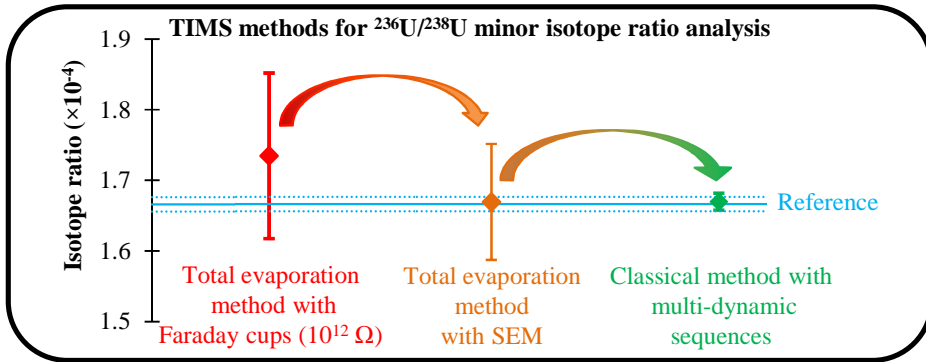 TIMS methods for ²³⁶U/²³⁸U minor isotope ratio analysis
Isotope ratio (×10⁻⁴)
1.9
1.8
1.7
1.6
1.5
Reference
Total evaporation
method with
Faraday cups (10¹² Ω)
Total evaporation
method
with SEM
Classical method with
multi-dynamic
sequences